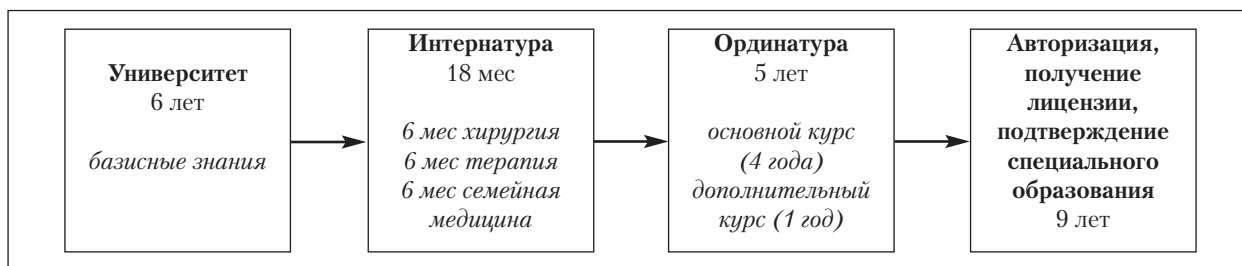 Университет
6 лет
базисные знания
Интернатура
18 мес
6 мес хирургия
6 мес терапия
6 мес семейная
медицина
Ординатура
5 лет
основной курс
(4 года)
дополнительный
курс (1 год)
Авторизация,
получение
лицензии,
подтверждение
специального
образования
9 лет